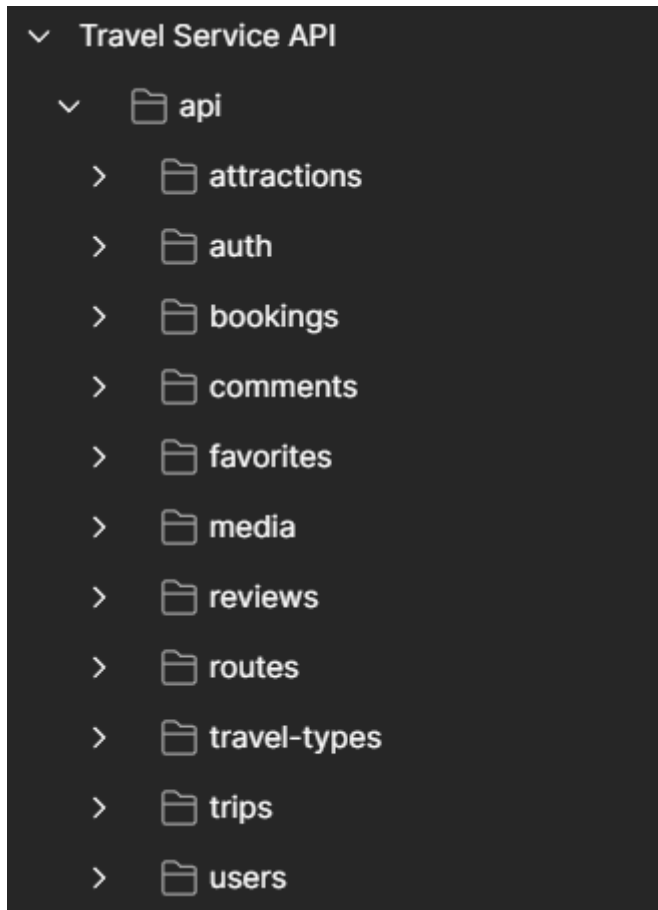 Travel Service API
api
attractions
auth
bookings
comments
favorites
media
reviews
routes
travel-types
trips
users